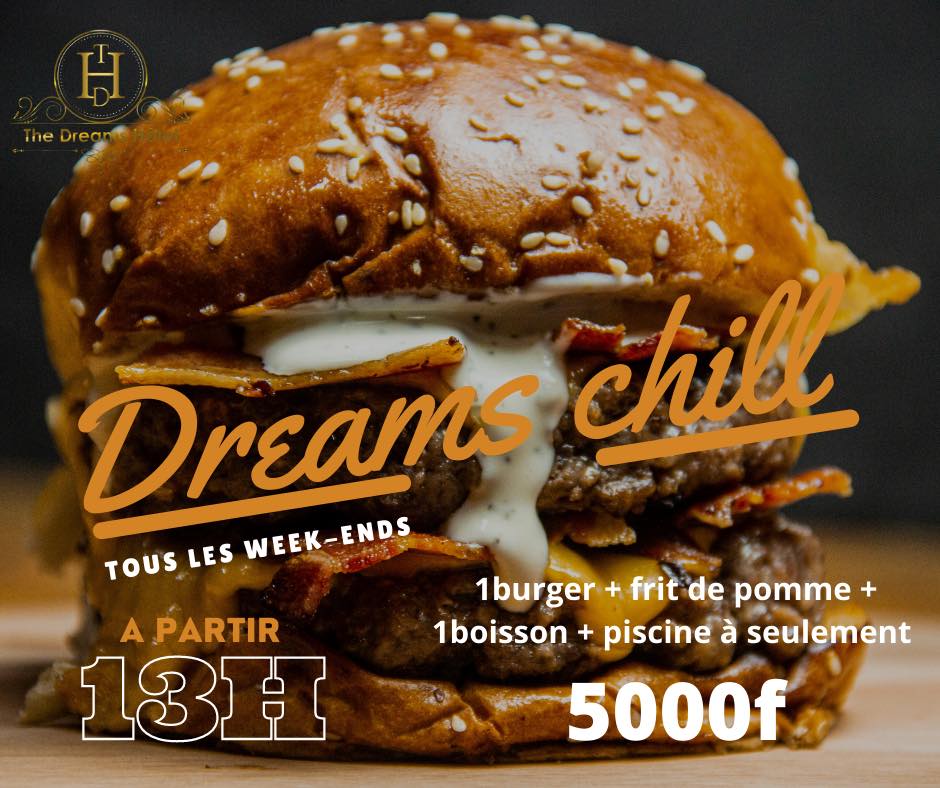 THD
The Dreams Hotel
Dreams chill
TOUS LES WEEK-ENDS
1burger + frit de pomme +
1boisson + piscine à seulement
A PARTIR
13H
5000f